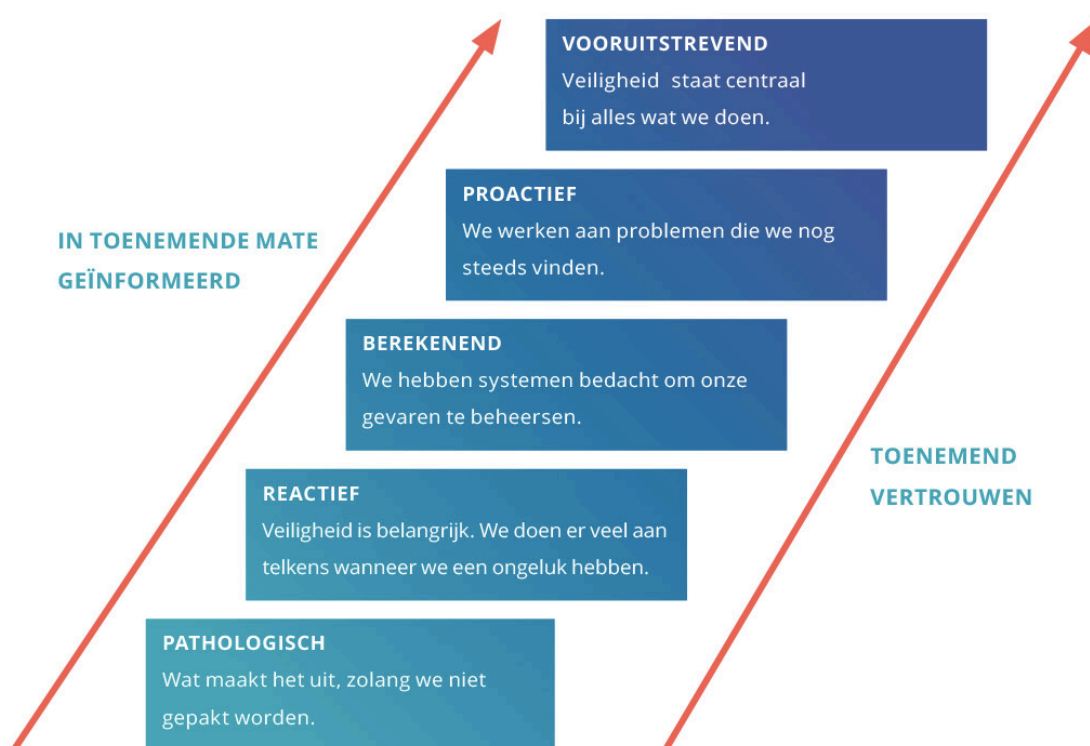 VOORUITSTREVEND
Veiligheid staat centraal
bij alles wat we doen.
PROACTIEF
We werken aan problemen die we nog
steeds vinden.
IN TOENEMENDE MATE
GEÏNFORMEERD
BEREKENEND
We hebben systemen bedacht om onze
gevaren te beheersen.
TOENEMEND
VERTROUWEN
REACTIEF
Veiligheid is belangrijk. We doen er veel aan
telkens wanneer we een ongeluk hebben.
PATHOLOGISCH
Wat maakt het uit, zolang we niet
gepakt worden.